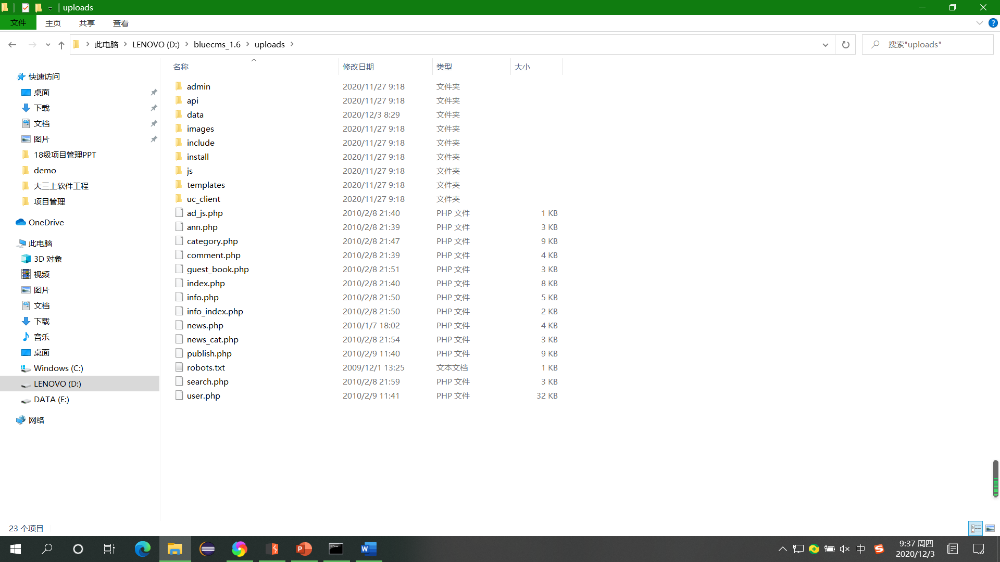 uploads
文件 主页 共享 查看
此电脑 LENOVO (D:) bluecms_1.6 uploads
搜索"uploads"
名称 修改日期 类型 大小
快速访问
桌面
下载
文档
图片
18级项目管理PPT
demo
大三上软件工程
项目管理
OneDrive
此电脑
3D 对象
视频
图片
文档
下载
音乐
桌面
Windows (C:)
LENOVO (D:)
DATA (E:)
网络
admin 2020/11/27 9:18 文件夹
api 2020/11/27 9:18 文件夹
data 2020/12/3 8:29 文件夹
images 2020/11/27 9:18 文件夹
include 2020/11/27 9:18 文件夹
install 2020/11/27 9:18 文件夹
js 2020/11/27 9:18 文件夹
templates 2020/11/27 9:18 文件夹
uc_client 2020/11/27 9:18 文件夹
ad_js.php 2010/2/8 21:40 PHP 文件 1 KB
ann.php 2010/2/8 21:39 PHP 文件 3 KB
category.php 2010/2/8 21:47 PHP 文件 9 KB
comment.php 2010/2/8 21:39 PHP 文件 4 KB
guest_book.php 2010/2/8 21:51 PHP 文件 3 KB
index.php 2010/2/8 21:40 PHP 文件 8 KB
info.php 2010/2/8 21:50 PHP 文件 5 KB
info_index.php 2010/2/8 21:50 PHP 文件 2 KB
news.php 2010/1/7 18:02 PHP 文件 4 KB
news_cat.php 2010/2/8 21:54 PHP 文件 3 KB
publish.php 2010/2/9 11:40 PHP 文件 9 KB
robots.txt 2009/12/1 13:25 文本文档 1 KB
search.php 2010/2/8 21:59 PHP 文件 3 KB
user.php 2010/2/9 11:41 PHP 文件 32 KB
23 个项目
中
9:37 周四
2020/12/3